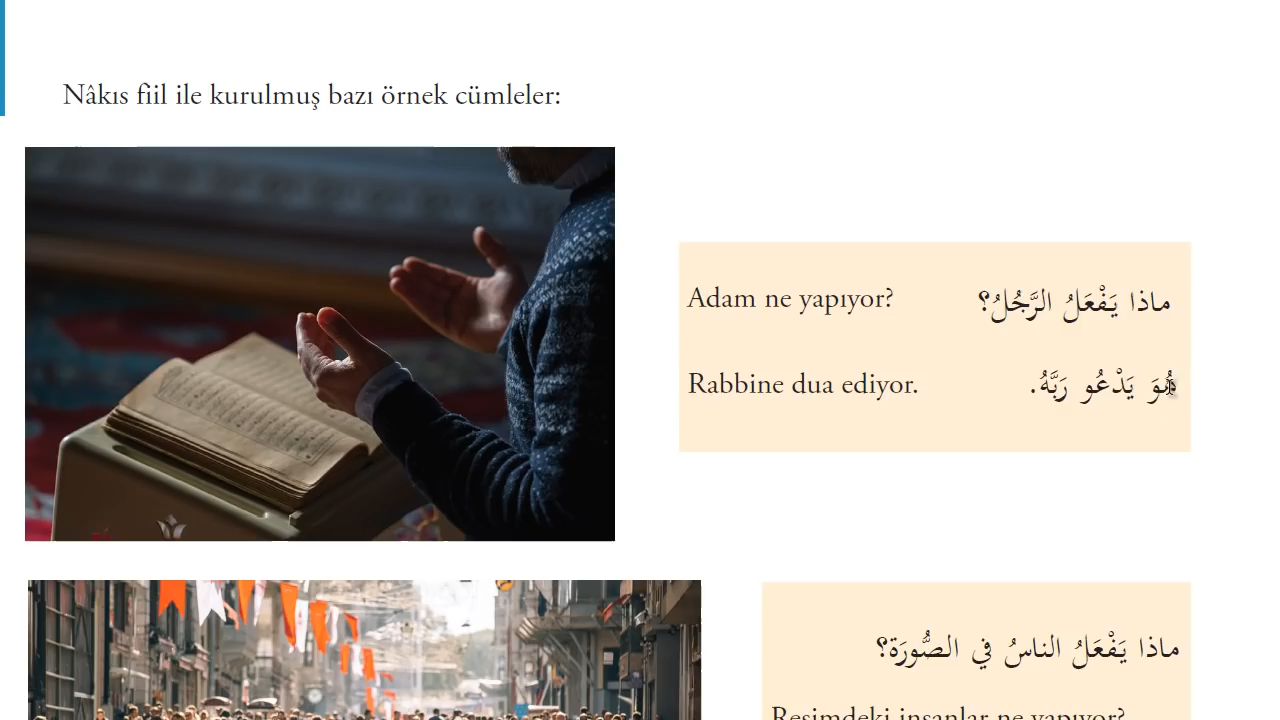 Nâkıs fiil ile kurulmuş bazı örnek cümleler:
Adam ne yapıyor?
ماذا يَفْعَلُ الرَّجُلُ؟
Rabbine dua ediyor.
هُوَ يَدْعُو رَبَّهُ.
ماذا يَفْعَلُ الناسُ في الصُّورَة؟
Resimdeki insanlar ne yapıyor?